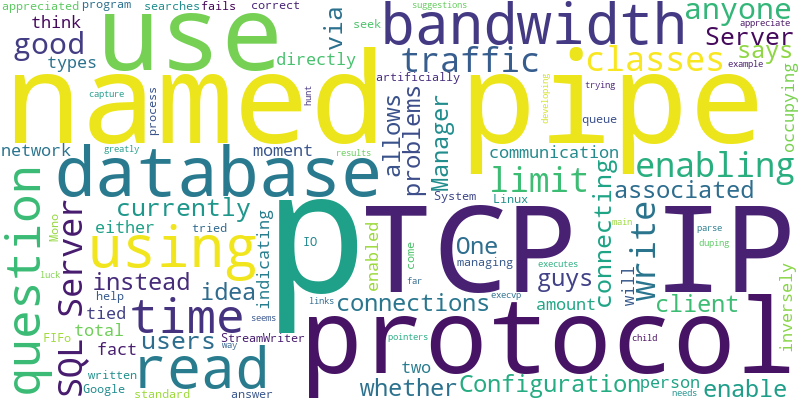 appreciated program searches fails correct
think use via seek bandwidth anyone
good types directly traffic classes Server says
named pipe
artificially
capture process hunt allows problems Manager developing trying example appreciate suggestions
queue occupying
network greatly moment results communication
database limit enabling
System Linux associated
question currently indicating p TCP IP
either tried using IO enabled come One managing connecting main parse write
SQL Server Mono luck instead idea far executes guys will duping
help links connections execvp amount client inversely
tied time seems protocol
total fact users StreamWriter pointers child
FIFo way two
written read whether Configuration person
Google standard answer needs enable